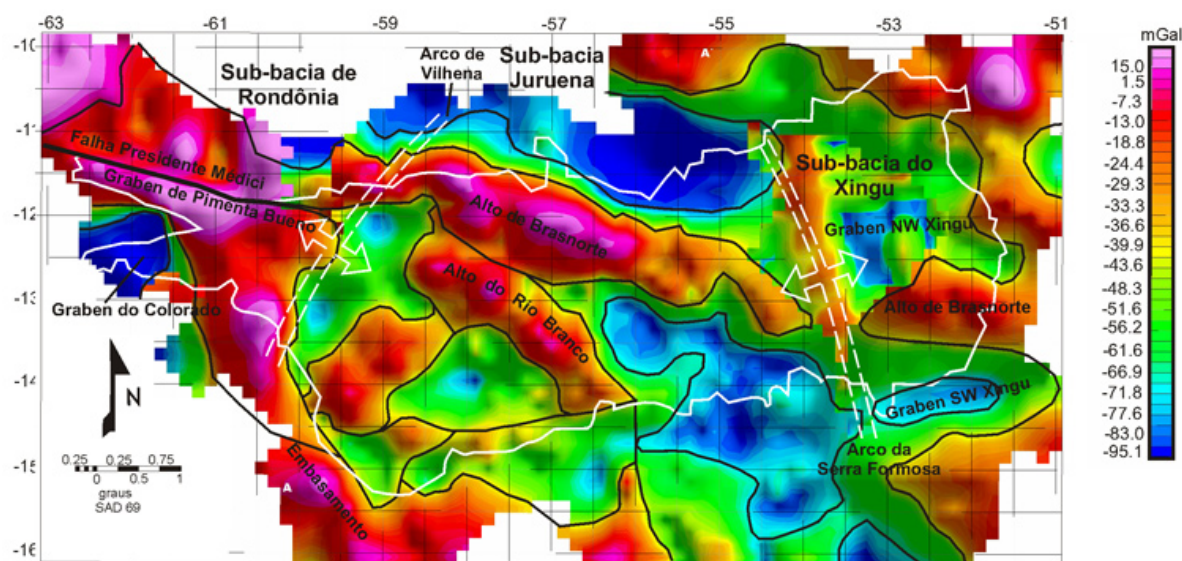 -63
-61
-59
-57
-55
-53
-51
mGal
-10
-11
-12
-13
-14
-15
-16
Sub-bacia de
Rondônia
Arco de
Vilhena
Sub-bacia
Juruena
A
Sub-bacia do
Xingu
Falha Presidente Médici
Graben de Pimenta Bueno
Alto de Brasnorte
Graben NW Xingu
Graben do Colorado
Alto do Rio Branco
Alto de Brasnorte
Graben SW Xingu
N
0.25 0 0.25 0.5 0.75 1
graus
SAD 69
Embasamento
A
Arco da
Serra Formosa
15.0
1.5
-7.3
-13.0
-18.8
-24.4
-29.3
-33.3
-36.6
-39.9
-43.6
-48.3
-51.4
-56.2
-61.6
-66.9
-71.8
-77.6
-83.0
-95.1